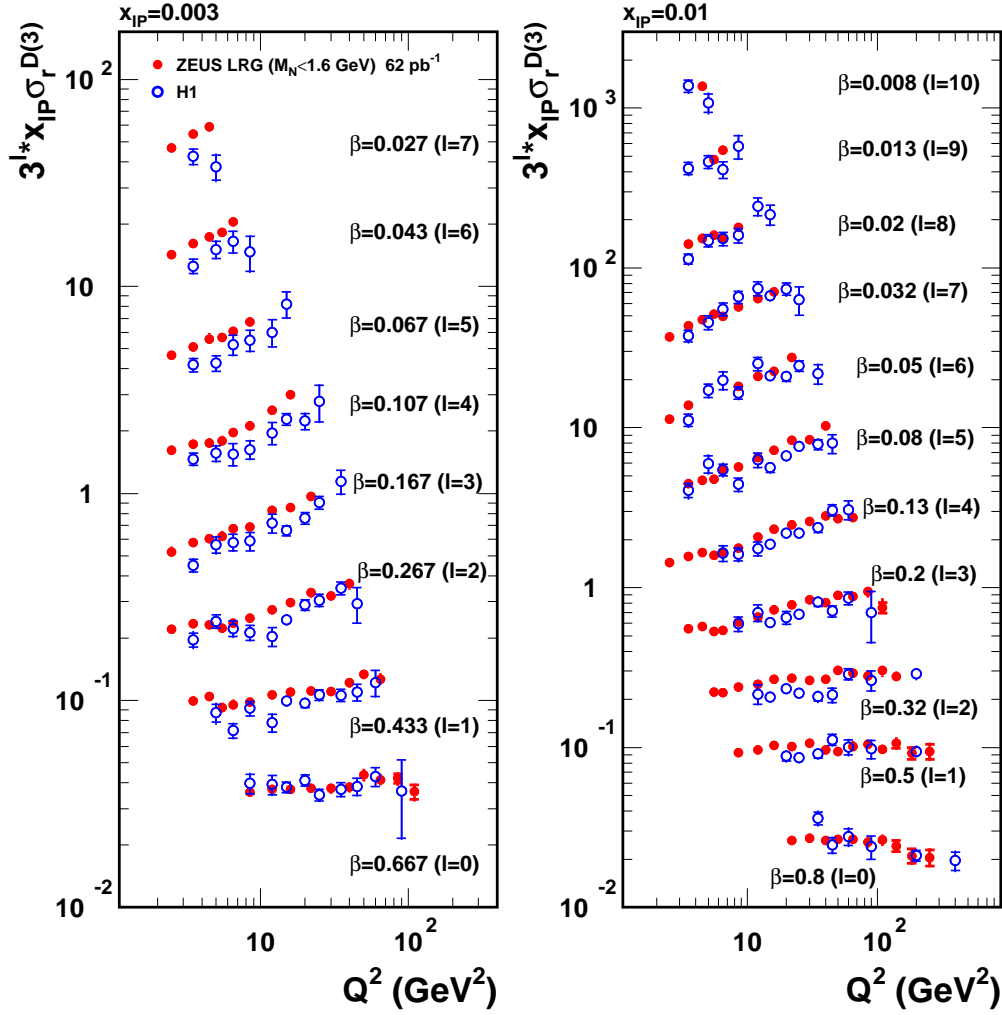 x_IP=0.003
3^l*x_IP σ_r^D(3)
10^2
10
1
10^-1
10^-2
ZEUS LRG (M_N<1.6 GeV) 62 pb^-1
H1
β=0.027 (l=7)
β=0.043 (l=6)
β=0.067 (l=5)
β=0.107 (l=4)
β=0.167 (l=3)
β=0.267 (l=2)
β=0.433 (l=1)
β=0.667 (l=0)
10
10^2
Q^2 (GeV^2)
x_IP=0.01
3^l*x_IP σ_r^D(3)
10^3
10^2
10
1
10^-1
10^-2
β=0.008 (l=10)
β=0.013 (l=9)
β=0.02 (l=8)
β=0.032 (l=7)
β=0.05 (l=6)
β=0.08 (l=5)
β=0.13 (l=4)
β=0.2 (l=3)
β=0.32 (l=2)
β=0.5 (l=1)
β=0.8 (l=0)
10
10^2
Q^2 (GeV^2)